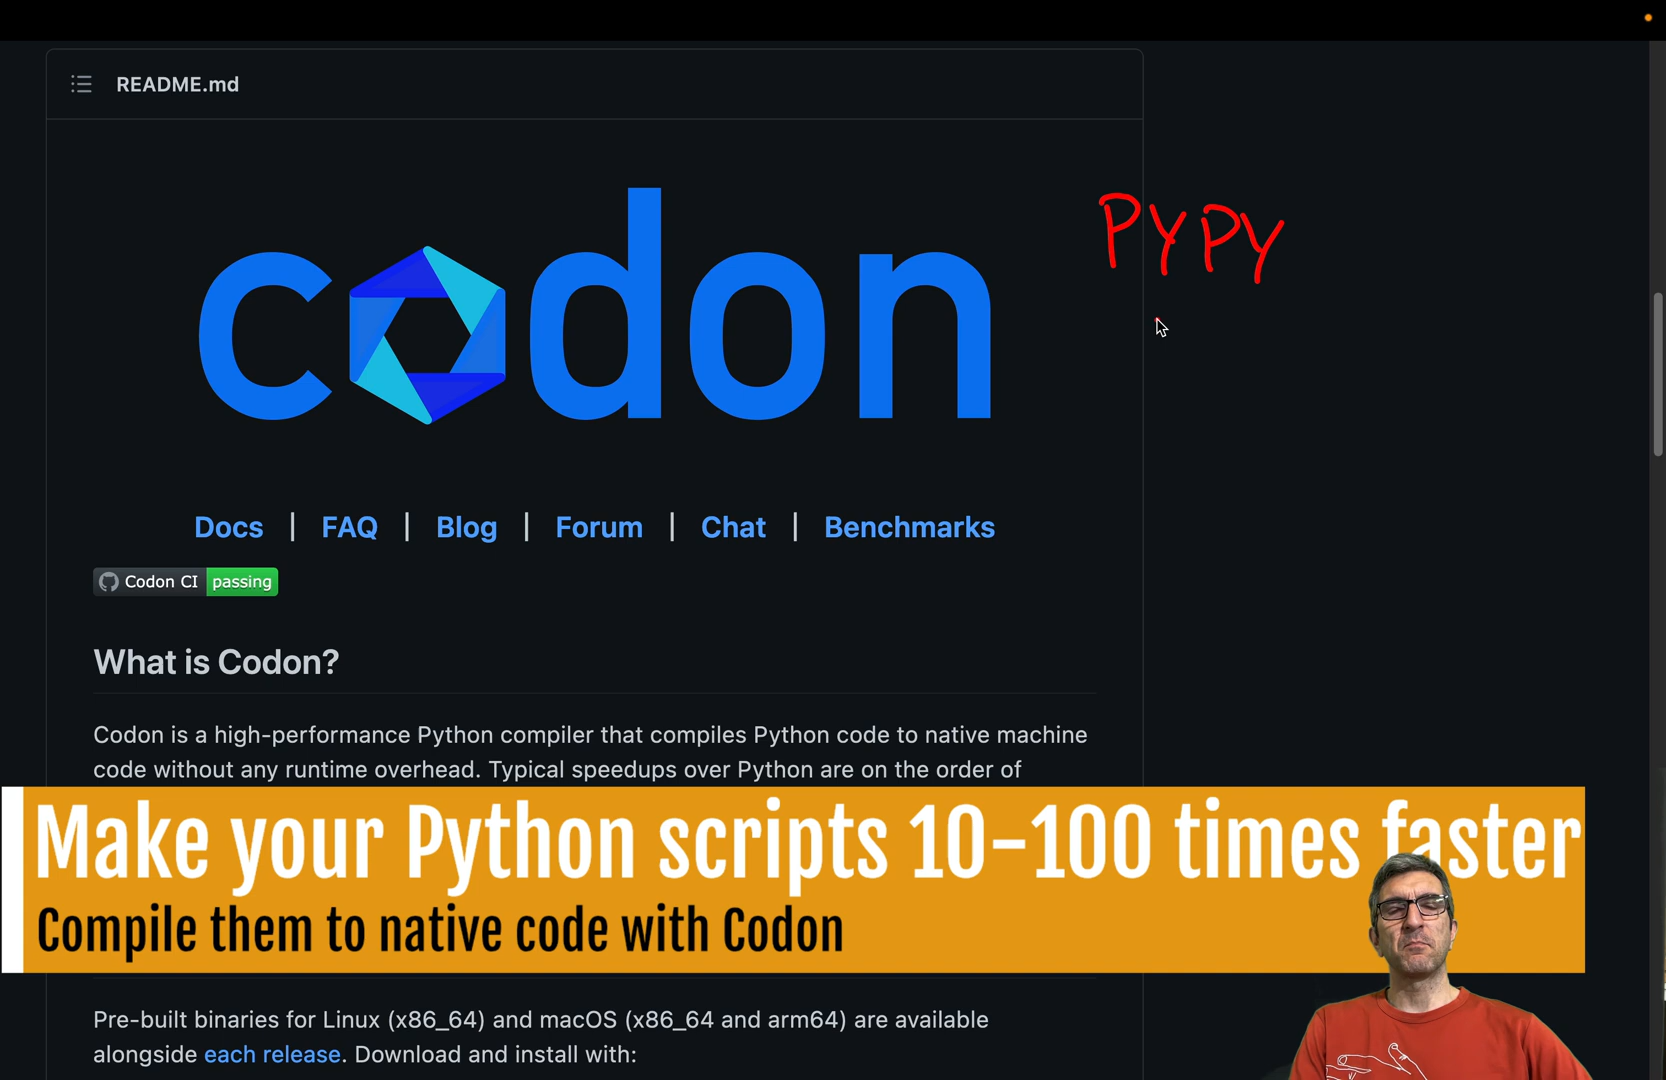 README.md
codon
PYPY
Docs | FAQ | Blog | Forum | Chat | Benchmarks
Codon CI passing
What is Codon?
Codon is a high-performance Python compiler that compiles Python code to native machine
code without any runtime overhead. Typical speedups over Python are on the order of
Make your Python scripts 10-100 times faster
Compile them to native code with Codon
Pre-built binaries for Linux (x86_64) and macOS (x86_64 and arm64) are available
alongside each release. Download and install with: